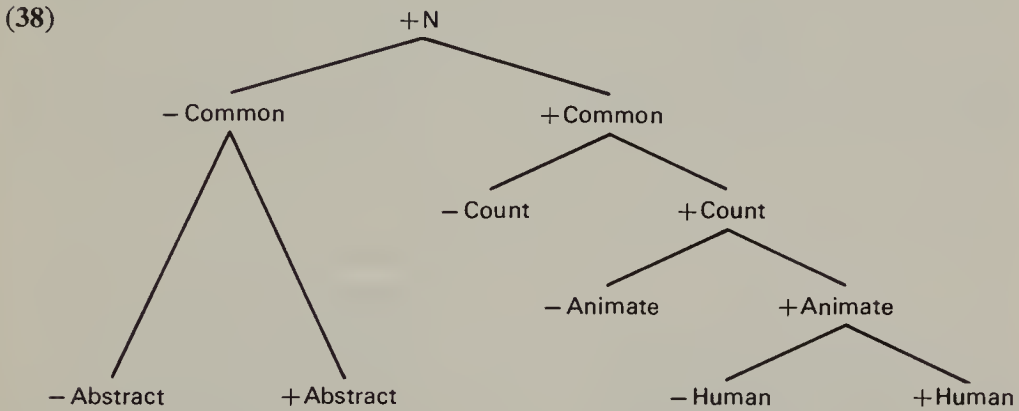 (38) +N
− Common +Common
− Count +Count
− Animate +Animate
− Abstract +Abstract − Human +Human